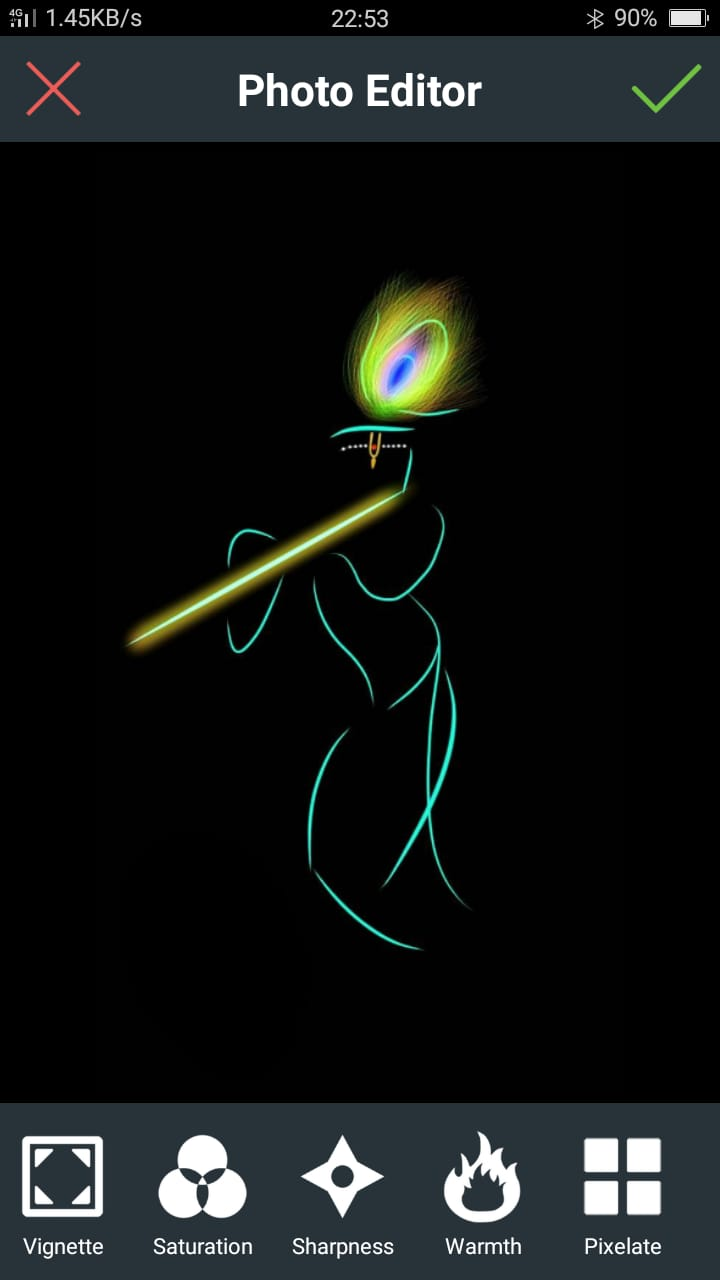 4G 1.45KB/s 22:53 90%
Photo Editor
Vignette Saturation Sharpness Warmth Pixelate